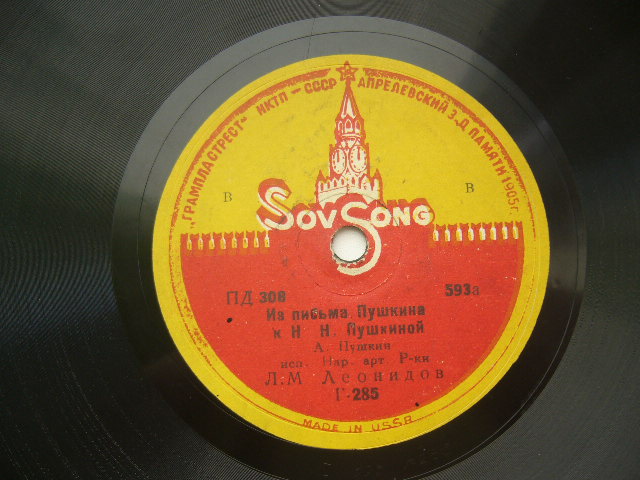 „ГРАМПЛАСТРЕСТ“ НКТП — СССР АПРЕЛЕВСКИЙ З-Д ПАМЯТИ 1905 г.
В В
SovSong
ПД 308 593а
Из письма Пушкина
к Н. Н. Пушкиной
А. Пушкин
исп. Нар. арт. Р-ки
Л.М Леонидов
Г-285
MADE IN USSR